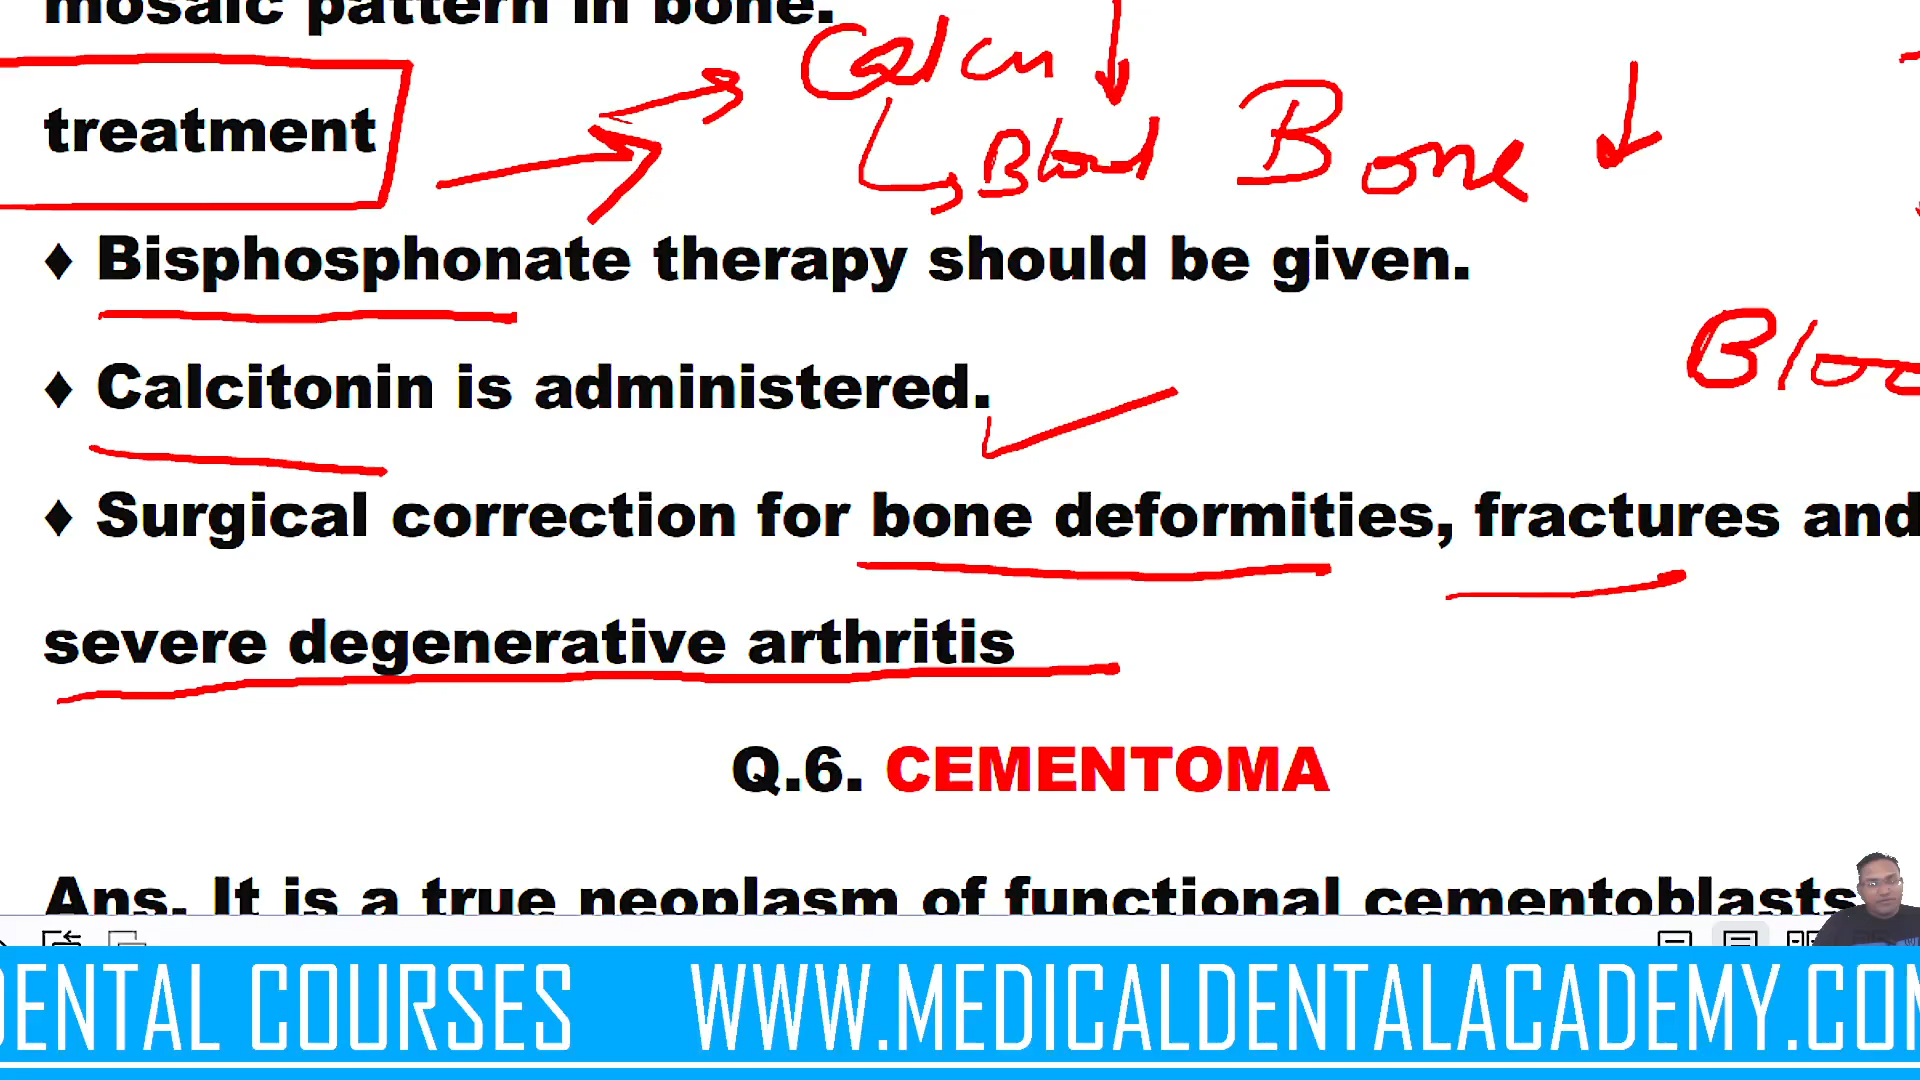 mosaic pattern in bone.
treatment
Calcu
Blood Bone
♦ Bisphosphonate therapy should be given.
♦ Calcitonin is administered.
Bloo
♦ Surgical correction for bone deformities, fractures and
severe degenerative arthritis
Q.6. CEMENTOMA
Ans. It is a true neoplasm of functional cementoblasts
DENTAL COURSES WWW.MEDICALDENTALACADEMY.COM